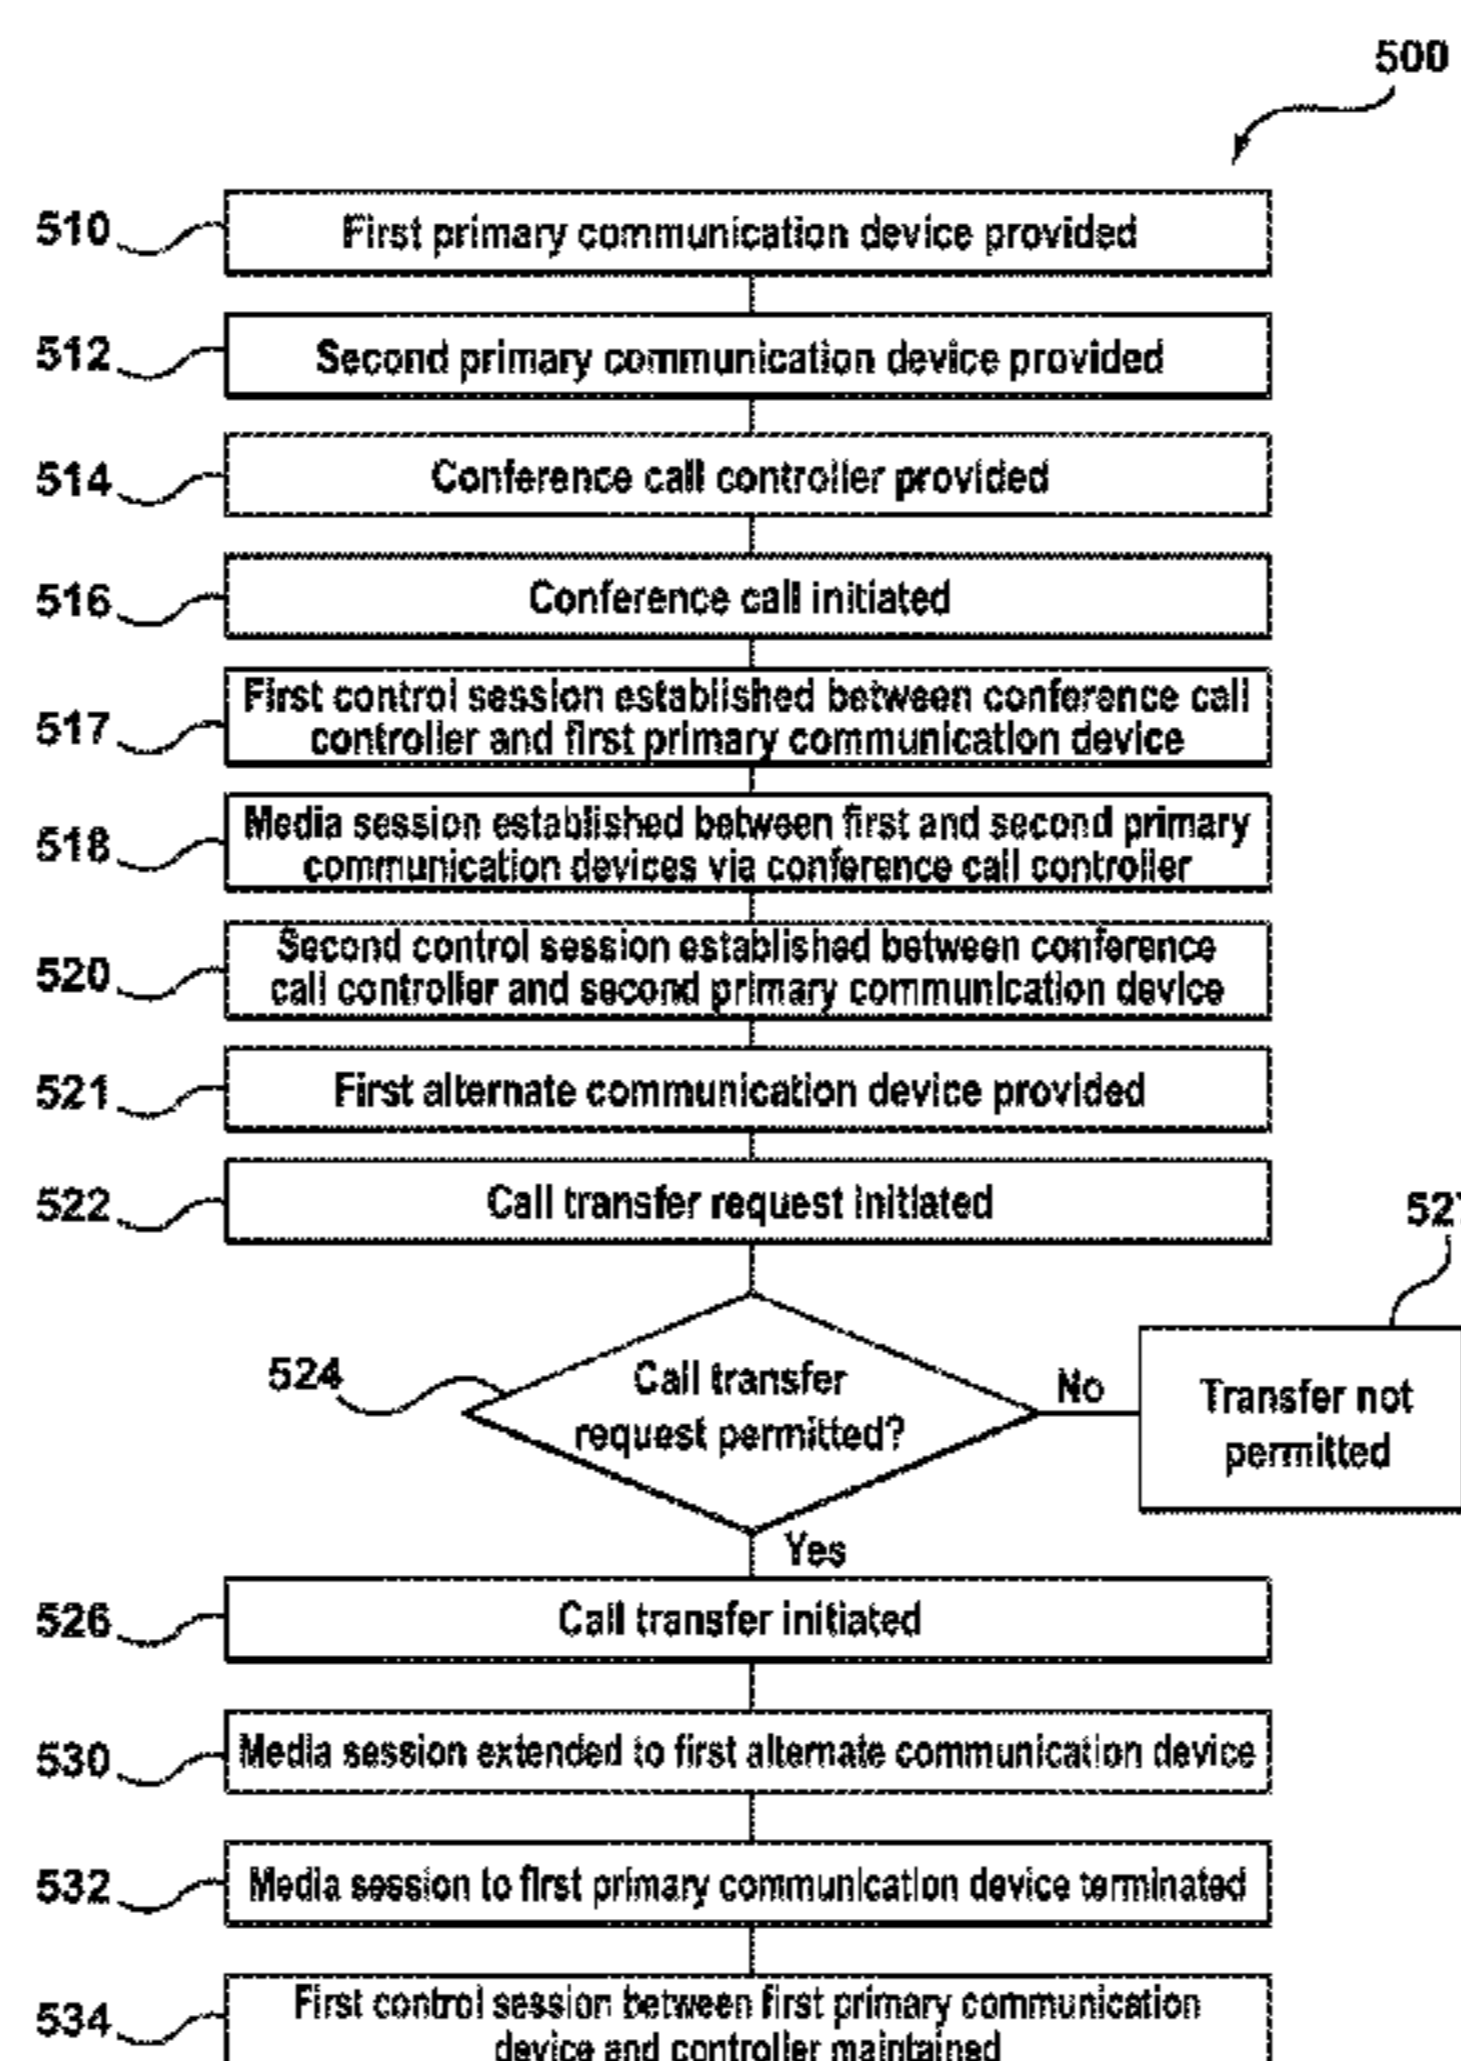 500
510
First primary communication device provided
512
Second primary communication device provided
514
Conference call controller provided
516
Conference call initiated
517
First control session established between conference call
controller and first primary communication device
518
Media session established between first and second primary
communication devices via conference call controller
520
Second control session established between conference
call controller and second primary communication device
521
First alternate communication device provided
522
Call transfer request initiated
527
524
Call transfer
request permitted?
No
Transfer not
permitted
Yes
526
Call transfer initiated
530
Media session extended to first alternate communication device
532
Media session to first primary communication device terminated
534
First control session between first primary communication
device and controller maintained